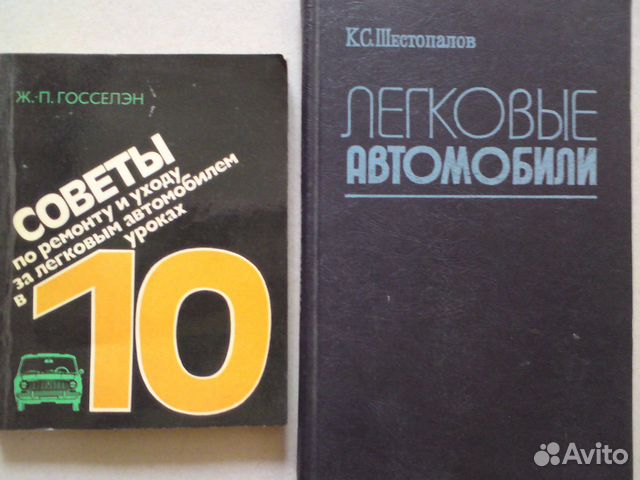 Ж.-П. ГОССЕЛЭН
СОВЕТЫ
по ремонту и уходу
за легковым автомобилем
в 10 уроках
К.С.Шестопалов
ЛЕГКОВЫЕ
АВТОМОБИЛИ
Avito